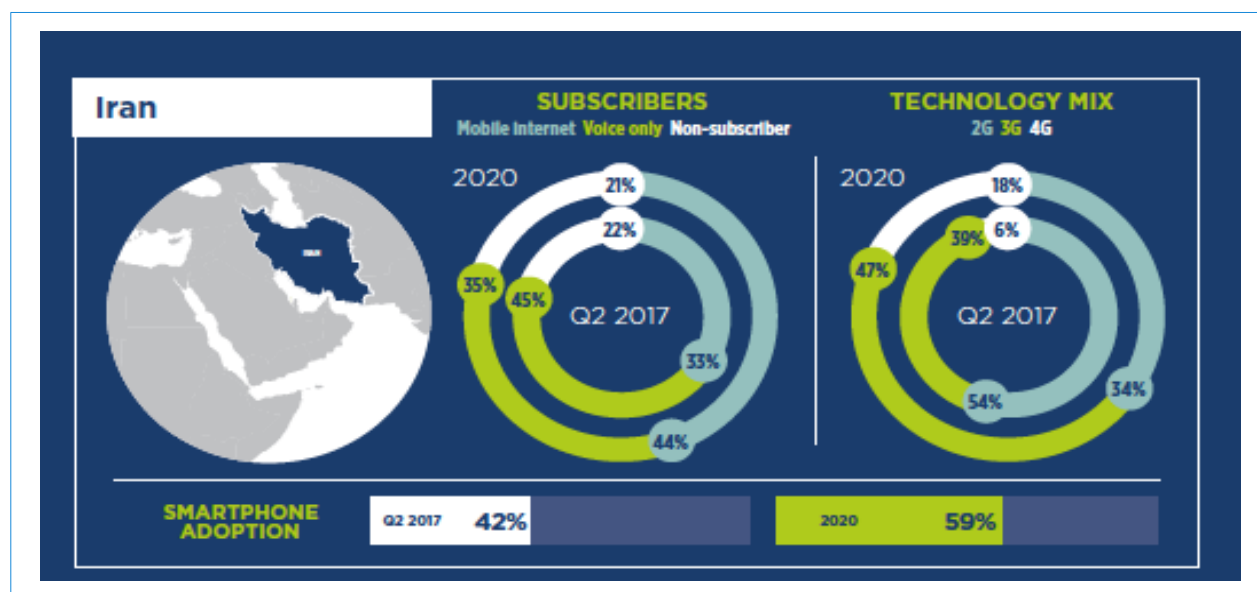 Iran
SUBSCRIBERS
Mobile internet Voice only Non-subscriber
2020
21%
22%
35%
45%
Q2 2017
33%
44%
TECHNOLOGY MIX
2G 3G 4G
2020
18%
39%
6%
47%
Q2 2017
34%
54%
IRAN
SMARTPHONE
ADOPTION
Q2 2017 42%
2020 59%